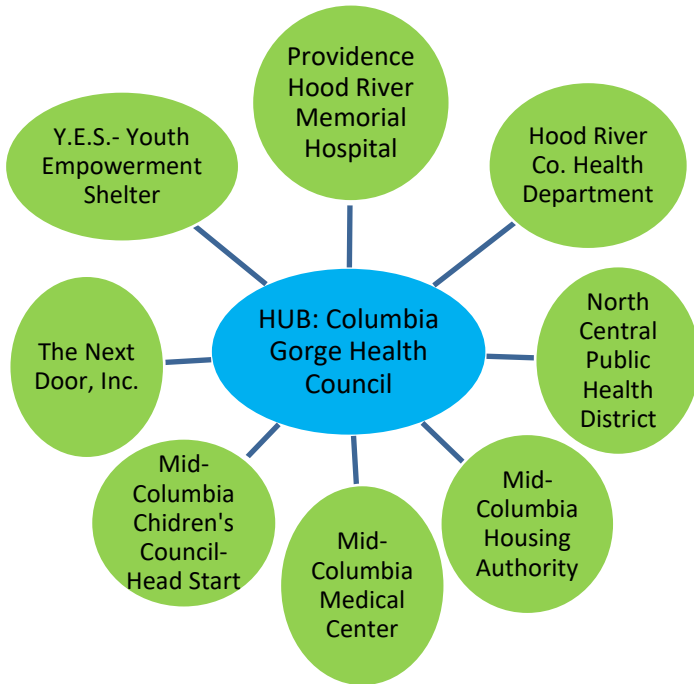 Providence
Hood River
Memorial
Hospital
Y.E.S.- Youth
Empowerment
Shelter
Hood River
Co. Health
Department
HUB: Columbia
Gorge Health
Council
The Next
Door, Inc.
North
Central
Public
Health
District
Mid-
Columbia
Chidren's
Council-
Head Start
Mid-
Columbia
Medical
Center
Mid-
Columbia
Housing
Authority